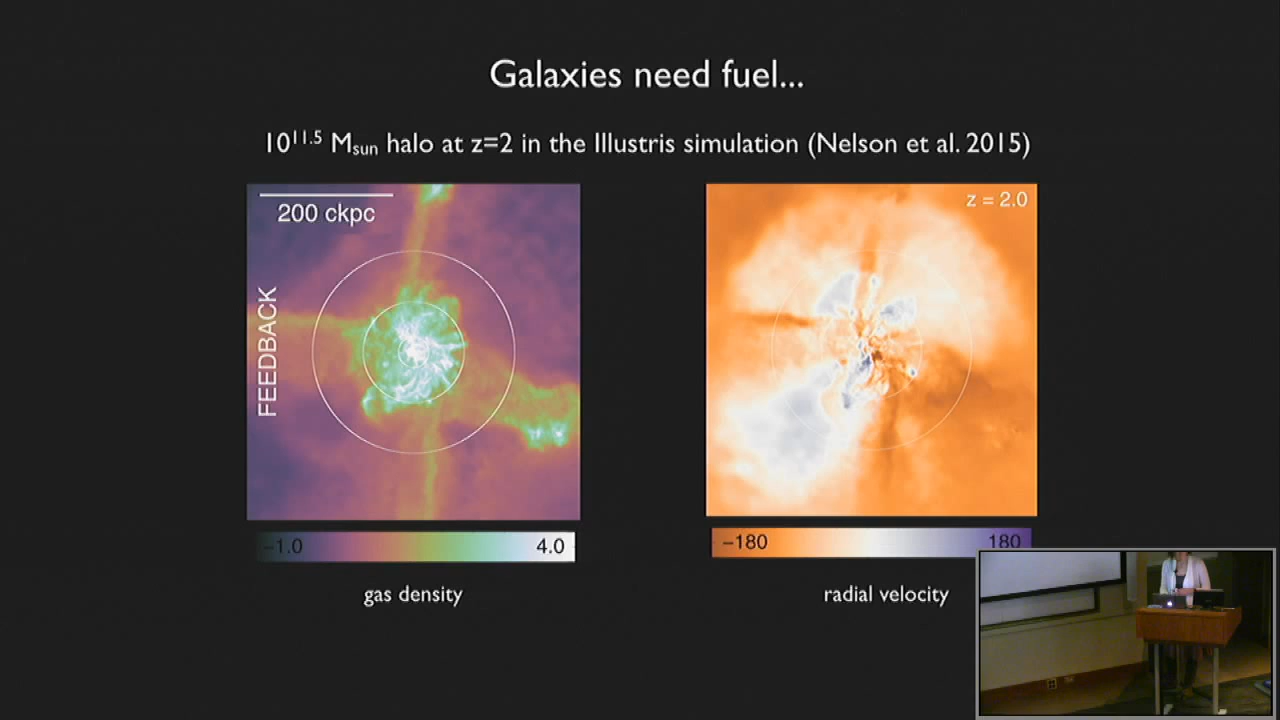 Galaxies need fuel...
10^11.5 M_sun halo at z=2 in the Illustris simulation (Nelson et al. 2015)
200 ckpc
FEEDBACK
z = 2.0
-1.0 4.0
-180 180
gas density
radial velocity